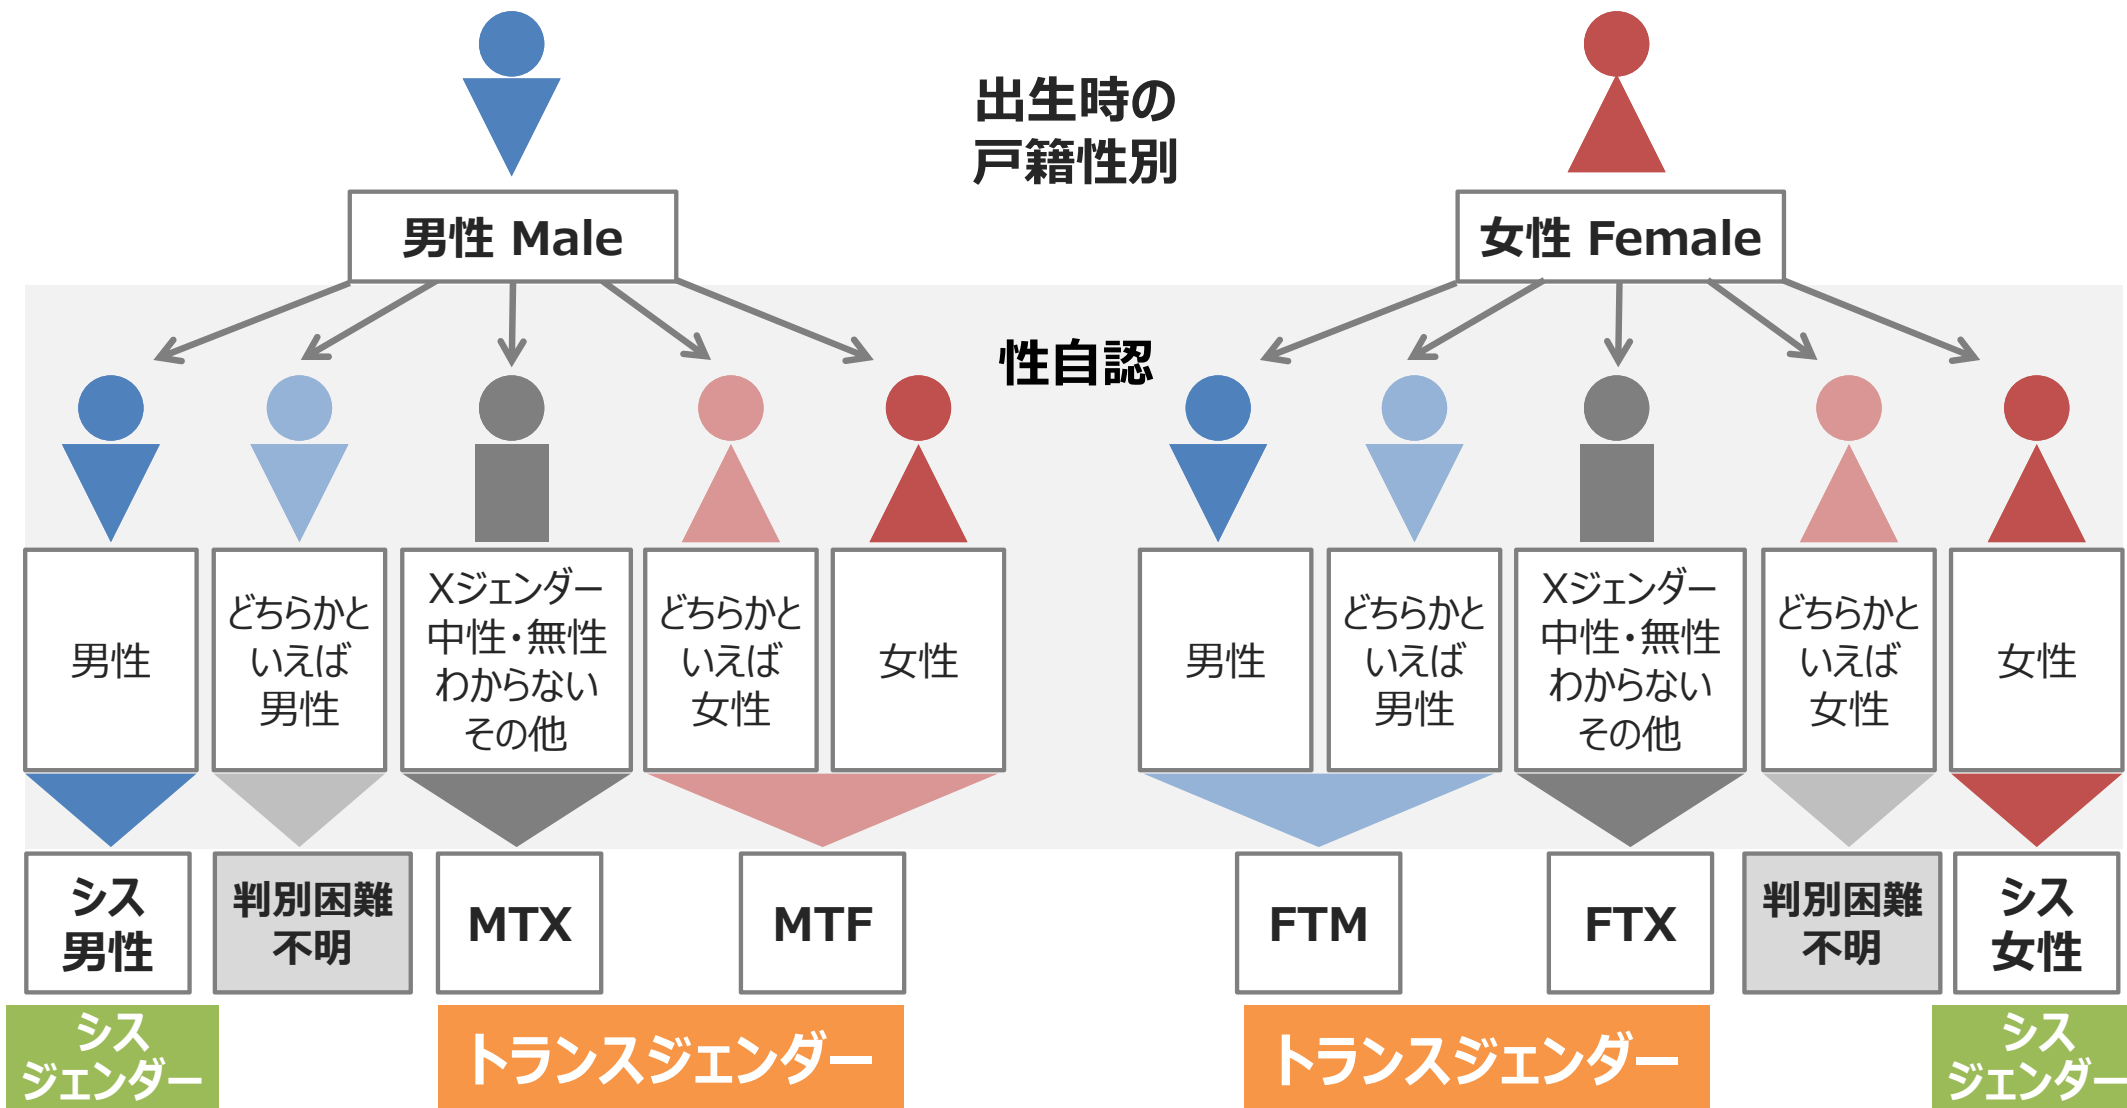 出生時の
戸籍性別
男性 Male
女性 Female
性自認
男性
どちらかと
いえば
男性
Xジェンダー
中性・無性
わからない
その他
どちらかと
いえば
女性
女性
男性
どちらかと
いえば
男性
Xジェンダー
中性・無性
わからない
その他
どちらかと
いえば
女性
女性
シス
男性
判別困難
不明
MTX
MTF
FTM
FTX
判別困難
不明
シス
女性
シス
ジェンダー
トランスジェンダー
トランスジェンダー
シス
ジェンダー